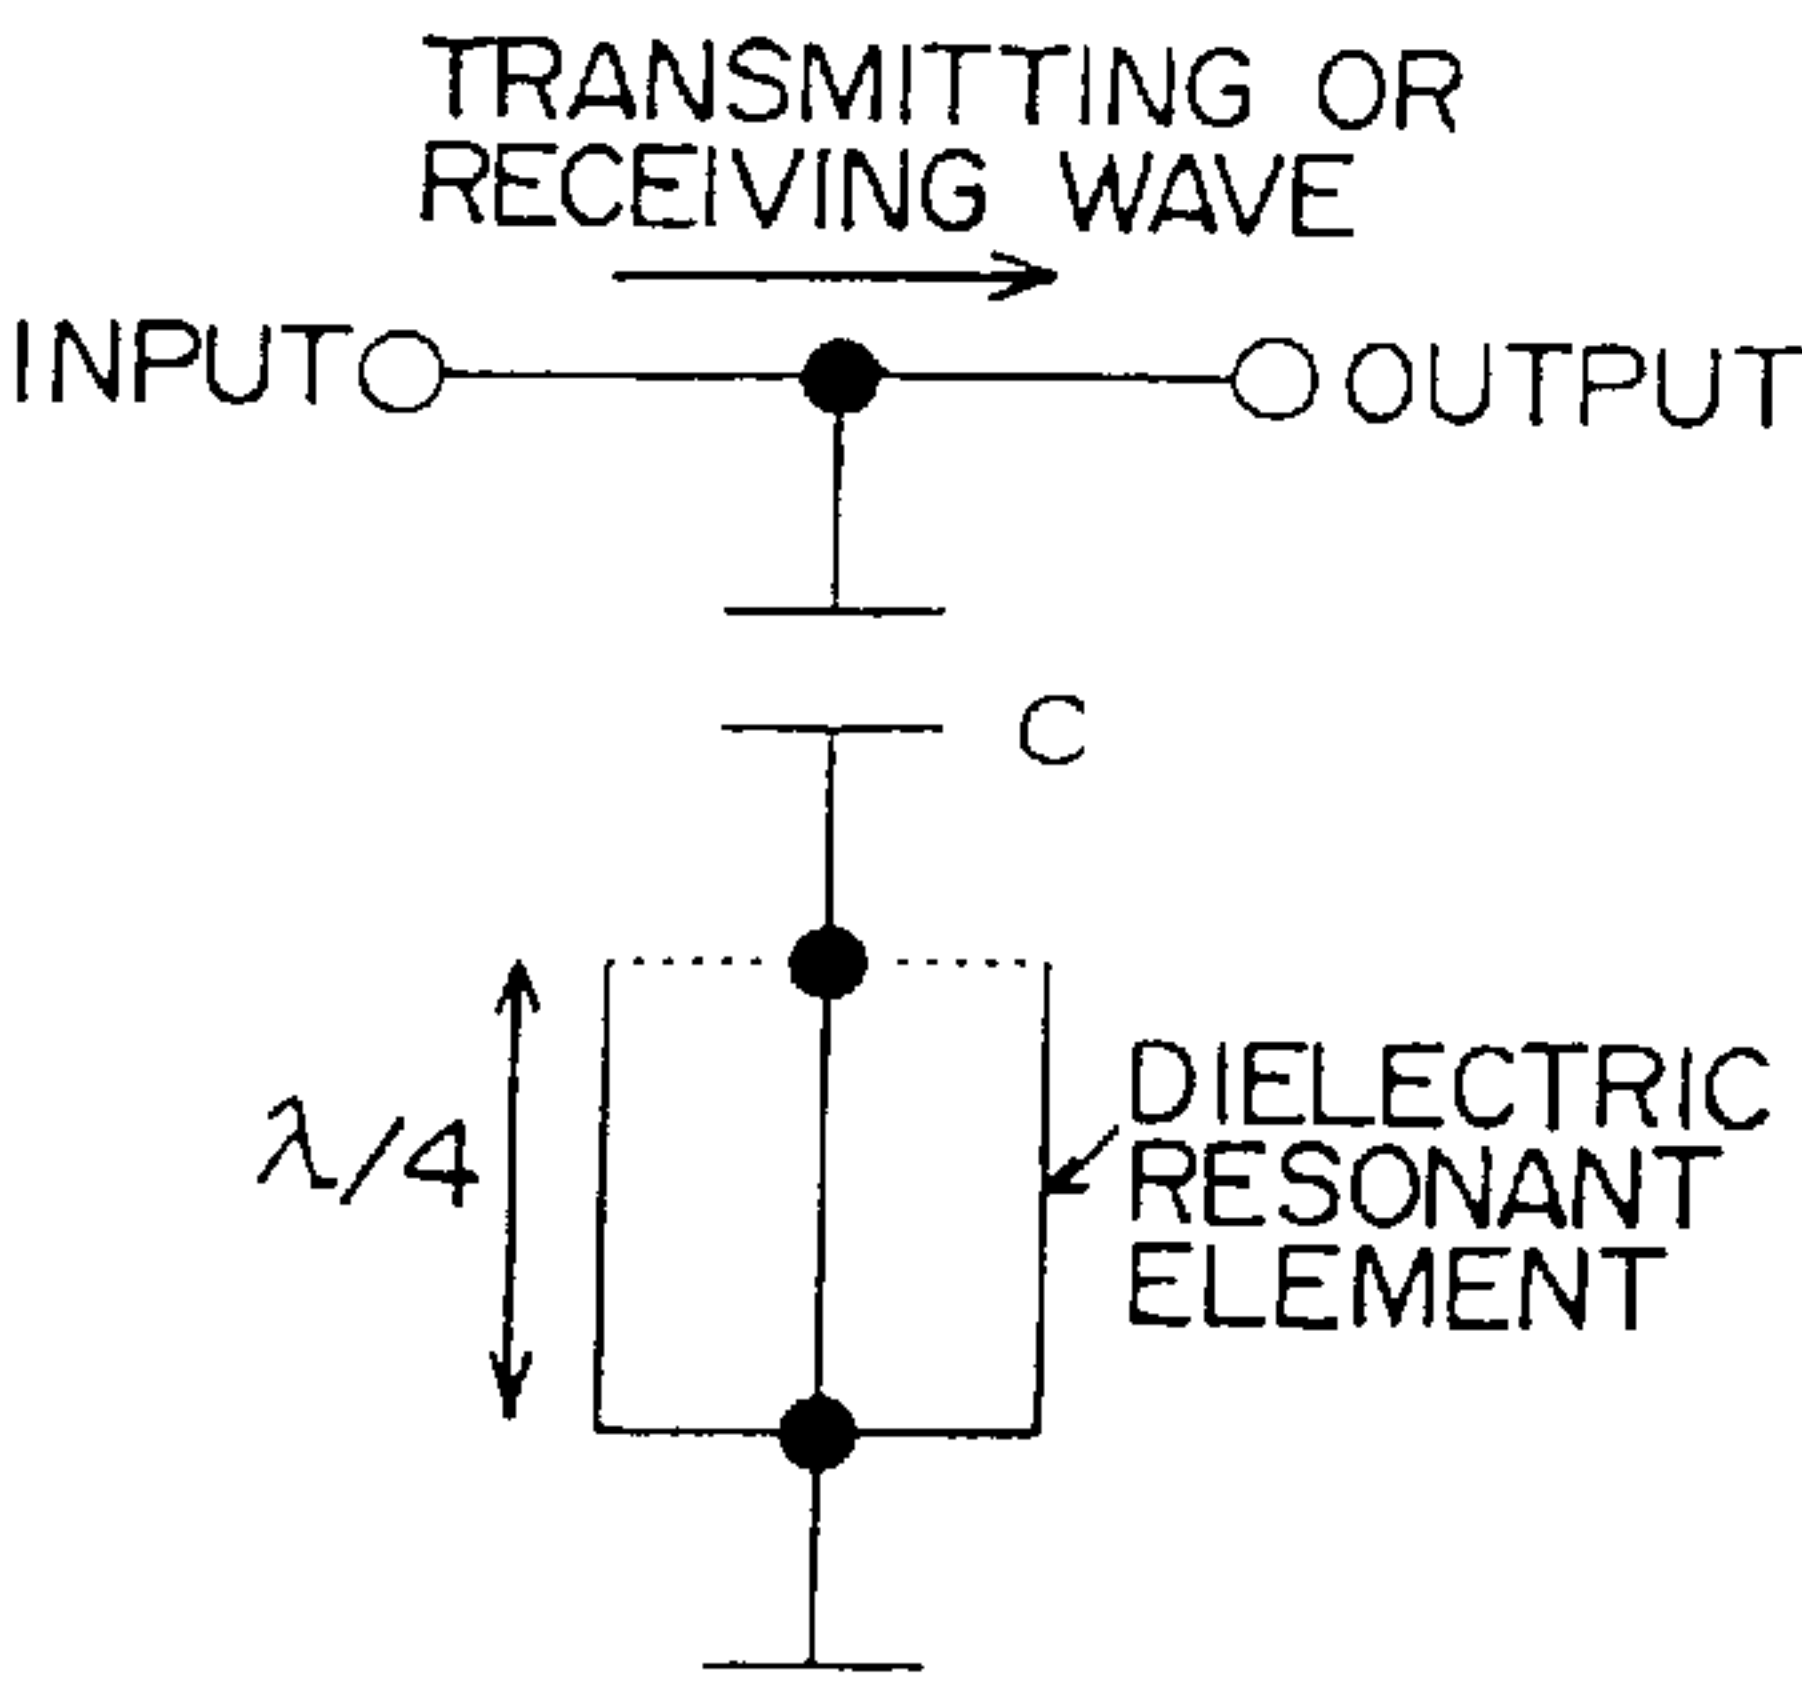 TRANSMITTING OR
RECEIVING WAVE
INPUT
OUTPUT
C
λ/4
DIELECTRIC
RESONANT
ELEMENT